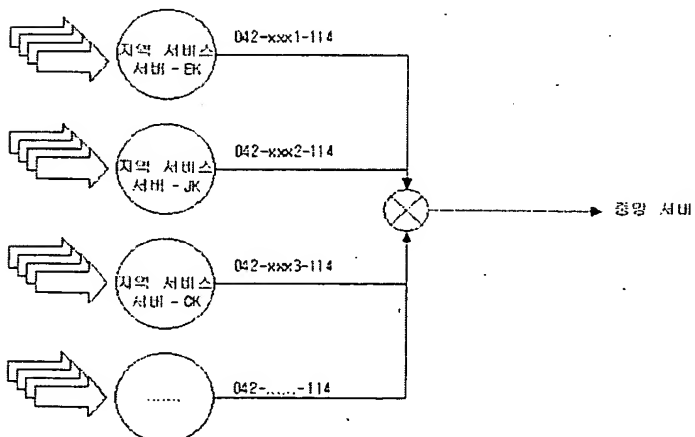 042-xxx1-114
지역 서비스
서버 - EK
042-xxx2-114
지역 서비스
서버 - JK
중앙 서버
042-xxx3-114
지역 서비스
서버 - CK
042-......-114
......